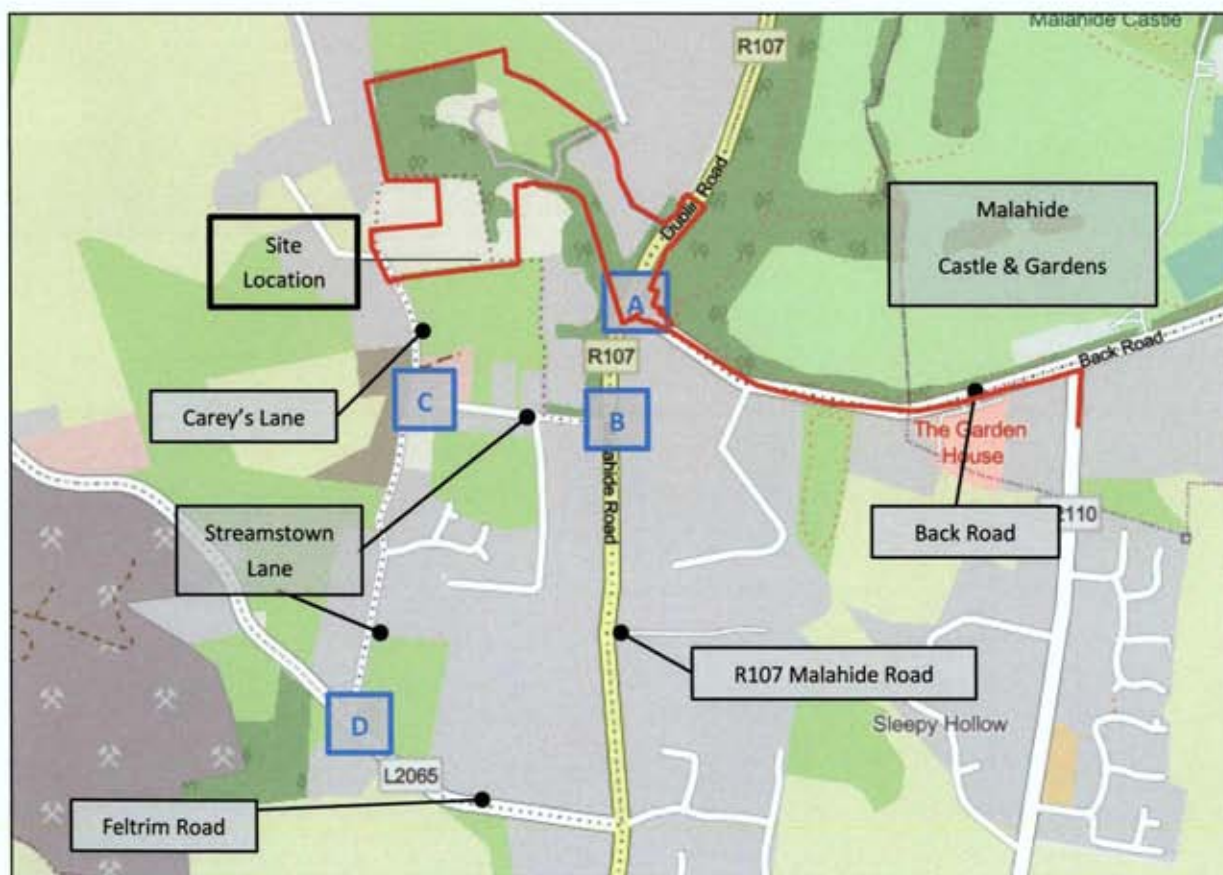 Malahide Castle
R107
Dublin Road
Site
Location
Malahide
Castle & Gardens
A
Back Road
R107
Carey's Lane
C
B
The Garden
House
Malahide Road
Streamstown
Lane
Back Road
2110
R107 Malahide Road
D
Sleepy Hollow
L2065
Feltrim Road